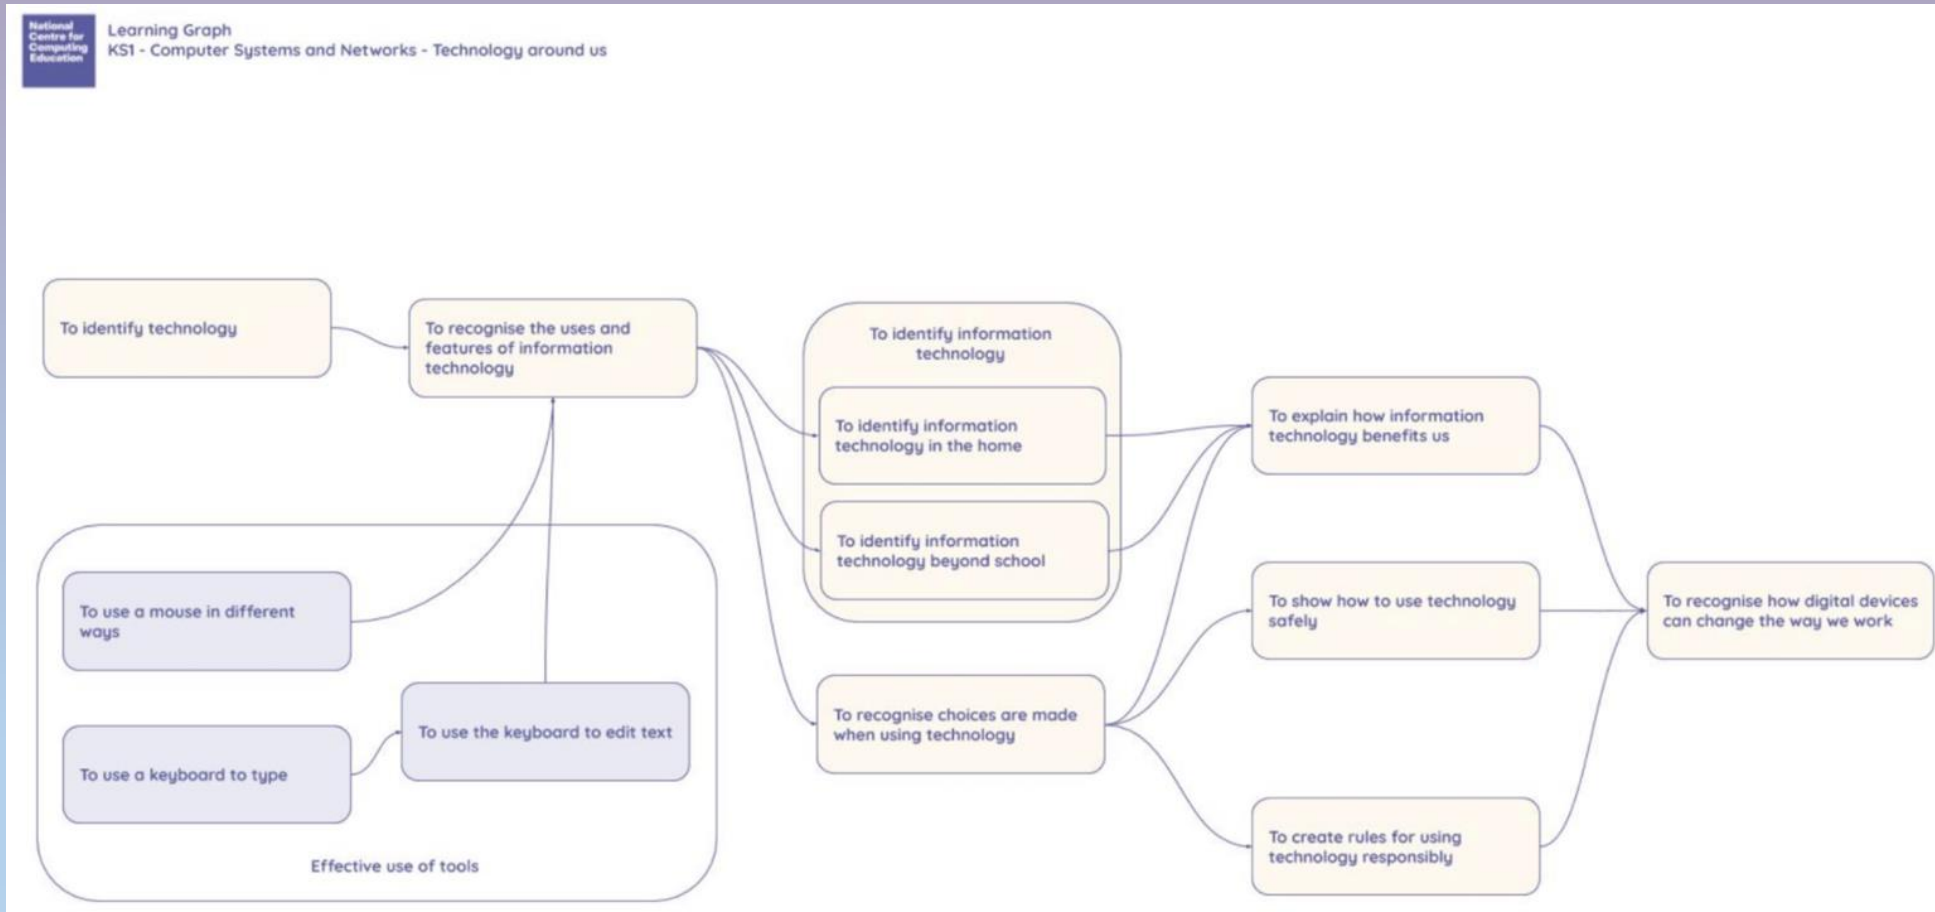 National
Centre for
Computing
Education
Learning Graph
KS1 - Computer Systems and Networks - Technology around us
To identify technology
To recognise the uses and
features of information
technology
To identify information
technology
To identify information
technology in the home
To identify information
technology beyond school
To explain how information
technology benefits us
To show how to use technology
safely
To recognise how digital devices
can change the way we work
To use a mouse in different
ways
To use the keyboard to edit text
To use a keyboard to type
Effective use of tools
To recognise choices are made
when using technology
To create rules for using
technology responsibly